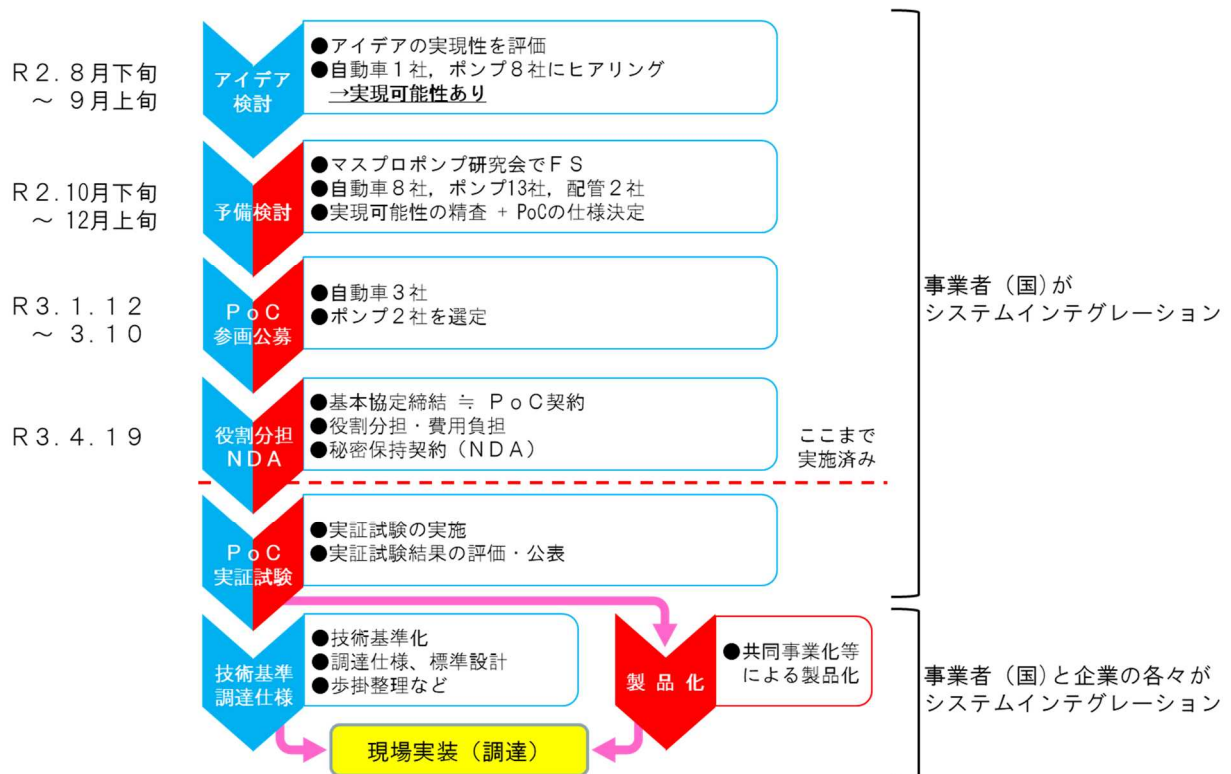 R2.8月下旬
~ 9月上旬
アイデア
検討
●アイデアの実現性を評価
●自動車1社，ポンプ8社にヒアリング
→実現可能性あり
R2.10月下旬
~ 12月上旬
予備検討
●マスプロポンプ研究会でFS
●自動車8社，ポンプ13社，配管2社
●実現可能性の精査 + PoCの仕様決定
R3.1.12
~ 3.10
PoC
参画公募
●自動車3社
●ポンプ2社を選定
事業者（国)が
システムインテグレーション
R3.4.19
役割分担
NDA
●基本協定締結 ≒ PoC契約
●役割分担・費用負担
●秘密保持契約（NDA）
ここまで
実施済み
PoC
実証試験
●実証試験の実施
●実証試験結果の評価・公表
技術基準
調達仕様
●技術基準化
●調達仕様、標準設計
●歩掛整理など
製品化
●共同事業化等
による製品化
事業者（国）と企業の各々が
システムインテグレーション
現場実装（調達）